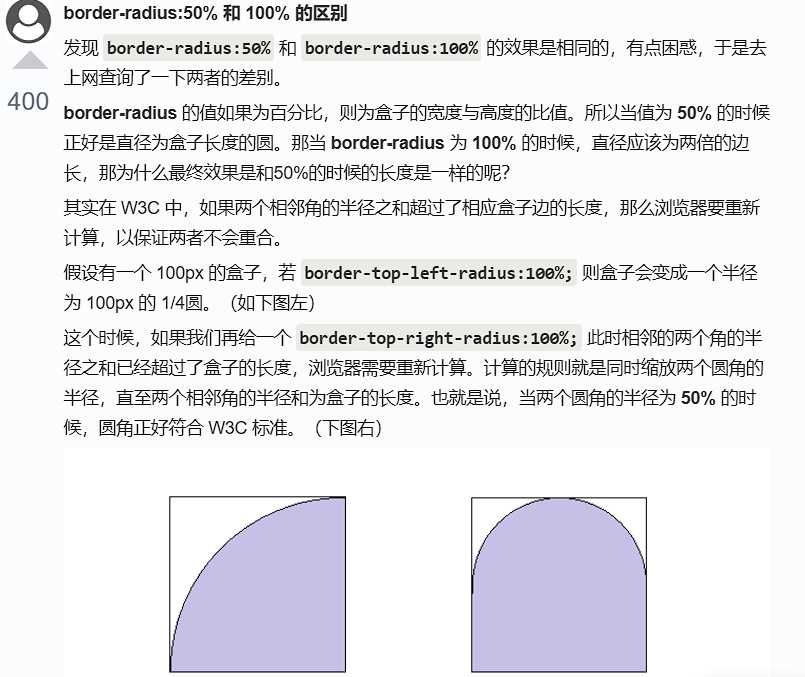 border-radius:50% 和 100% 的区别
发现 border-radius:50% 和 border-radius:100% 的效果是相同的，有点困惑，于是去
上网查询了一下两者的差别。
400
border-radius 的值如果为百分比，则为盒子的宽度与高度的比值。所以当值为 50% 的时候
正好是直径为盒子长度的圆。那当 border-radius 为 100% 的时候，直径应该为两倍的边
长，那为什么最终效果是和50%的时候的长度是一样的呢？
其实在 W3C 中，如果两个相邻角的半径之和超过了相应盒子边的长度，那么浏览器要重新
计算，以保证两者不会重合。
假设有一个 100px 的盒子，若 border-top-left-radius:100%; 则盒子会变成一个半径
为 100px 的 1/4圆。（如下图左）
这个时候，如果我们再给一个 border-top-right-radius:100%; 此时相邻的两个角的半
径之和已经超过了盒子的长度，浏览器需要重新计算。计算的规则就是同时缩放两个圆角的
半径，直至两个相邻角的半径和为盒子的长度。也就是说，当两个圆角的半径为 50% 的时
候，圆角正好符合 W3C 标准。（下图右）